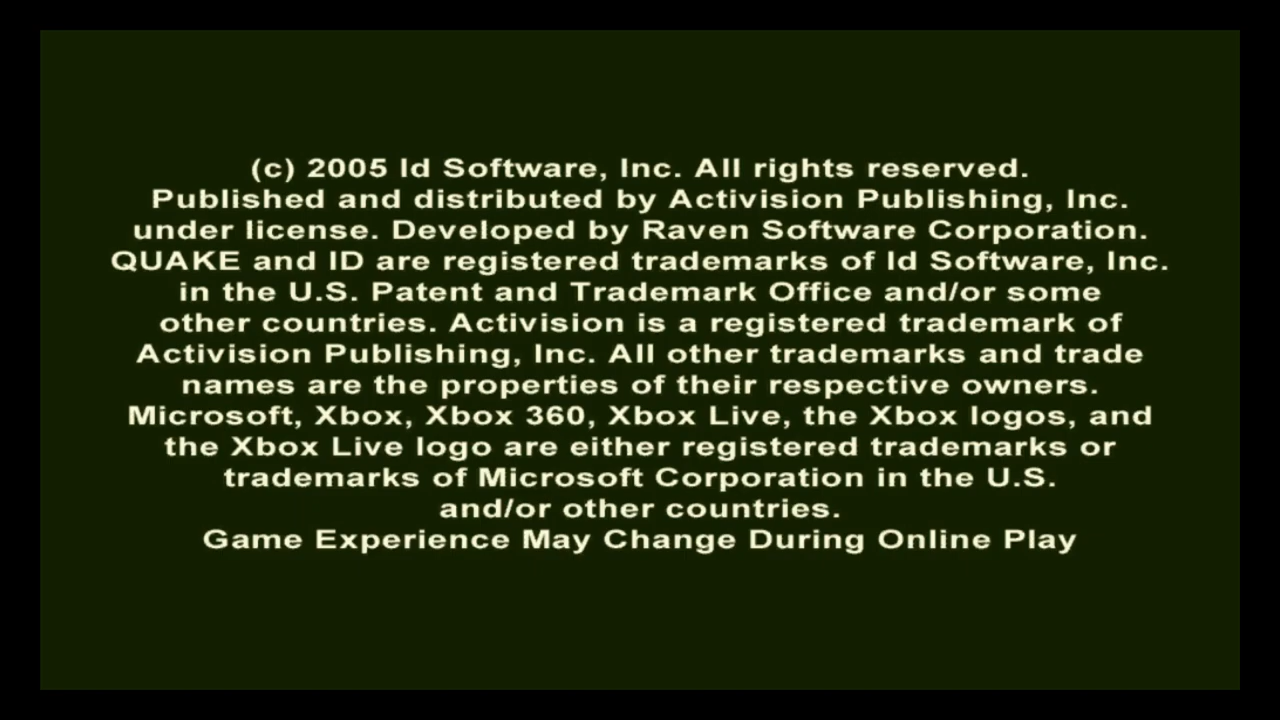 (c) 2005 Id Software, Inc. All rights reserved.
Published and distributed by Activision Publishing, Inc.
under license. Developed by Raven Software Corporation.
QUAKE and ID are registered trademarks of Id Software, Inc.
in the U.S. Patent and Trademark Office and/or some
other countries. Activision is a registered trademark of
Activision Publishing, Inc. All other trademarks and trade
names are the properties of their respective owners.
Microsoft, Xbox, Xbox 360, Xbox Live, the Xbox logos, and
the Xbox Live logo are either registered trademarks or
trademarks of Microsoft Corporation in the U.S.
and/or other countries.
Game Experience May Change During Online Play